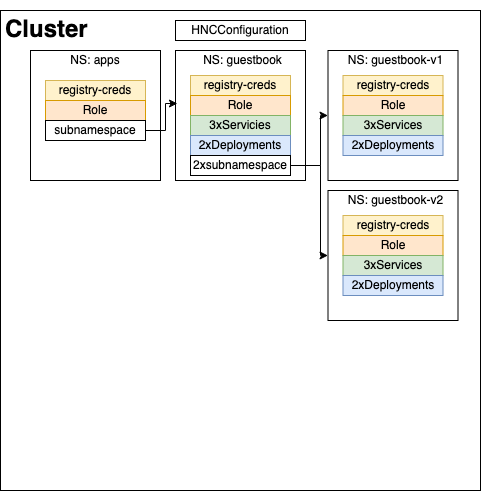 Cluster
HNCConfiguration
NS: apps
registry-creds
Role
subnamespace
NS: guestbook
registry-creds
Role
3xServicies
2xDeployments
2xsubnamespace
NS: guestbook-v1
registry-creds
Role
3xServices
2xDeployments
NS: guestbook-v2
registry-creds
Role
3xServices
2xDeployments